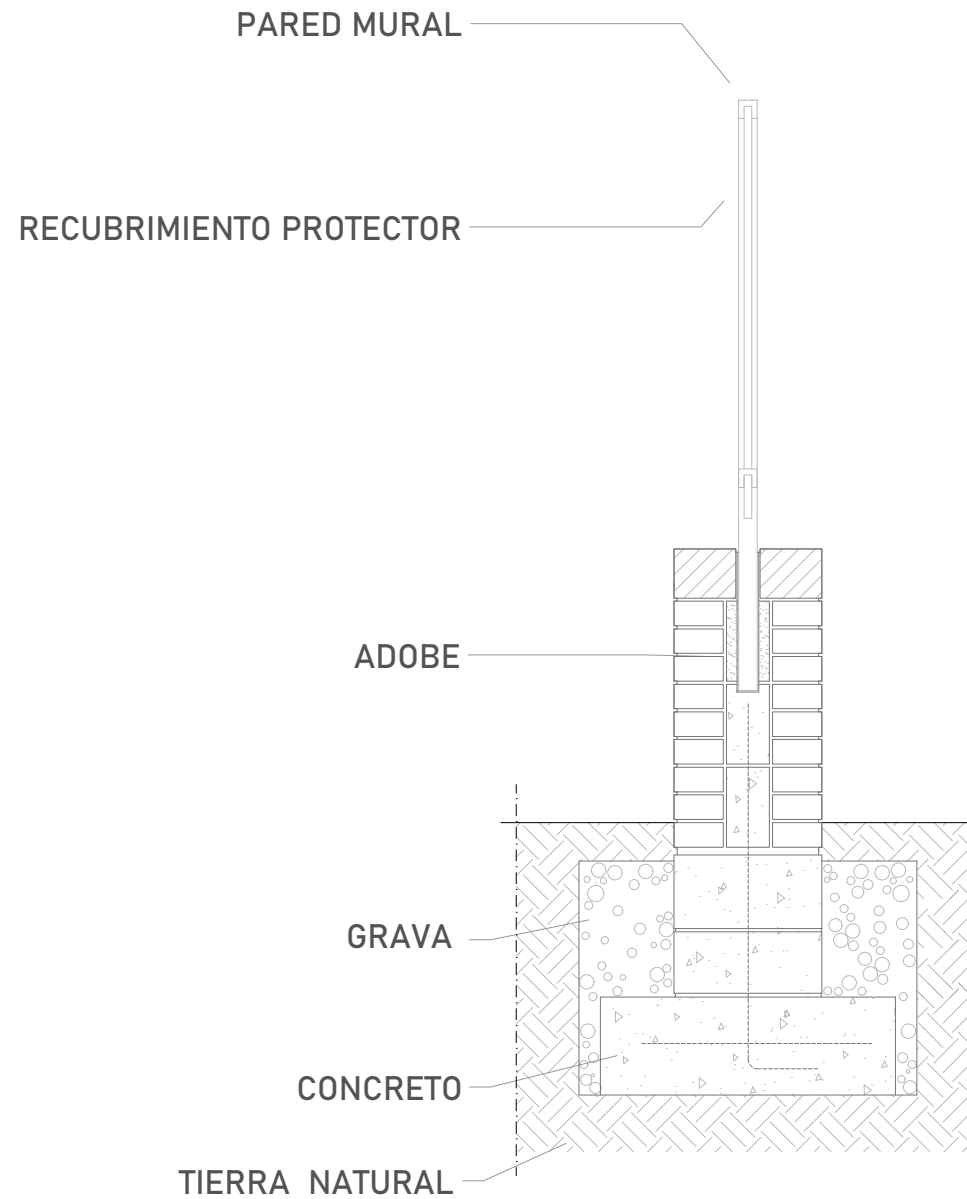 PARED MURAL
RECUBRIMIENTO PROTECTOR
ADOBE
GRAVA
CONCRETO
TIERRA NATURAL